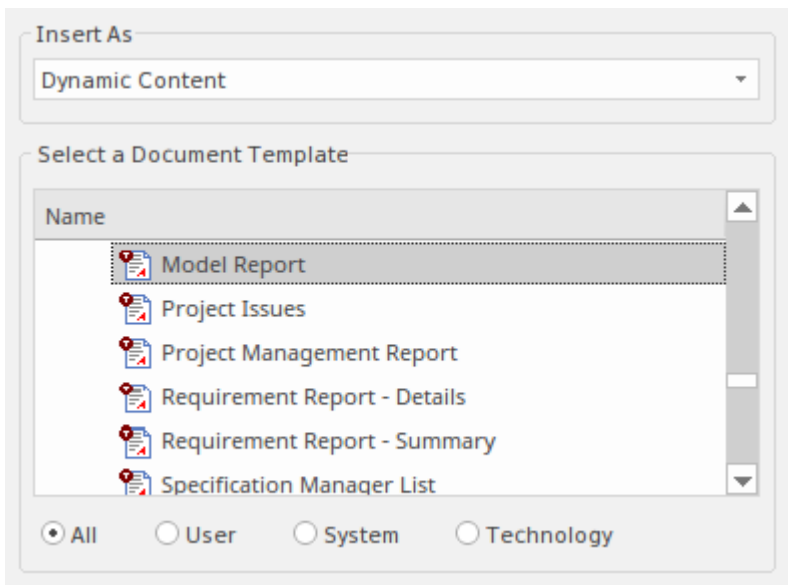 Insert As
Dynamic Content
Select a Document Template
Name
Model Report
Project Issues
Project Management Report
Requirement Report - Details
Requirement Report - Summary
Specification Manager List
All User System Technology